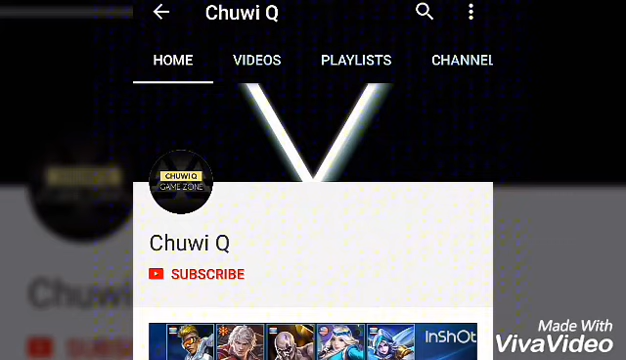 Chuwi Q
HOME VIDEOS PLAYLISTS CHANNEL
CHUWI Q
GAME ZONE
Chuwi Q
SUBSCRIBE
InShOt
Made With
VivaVideo